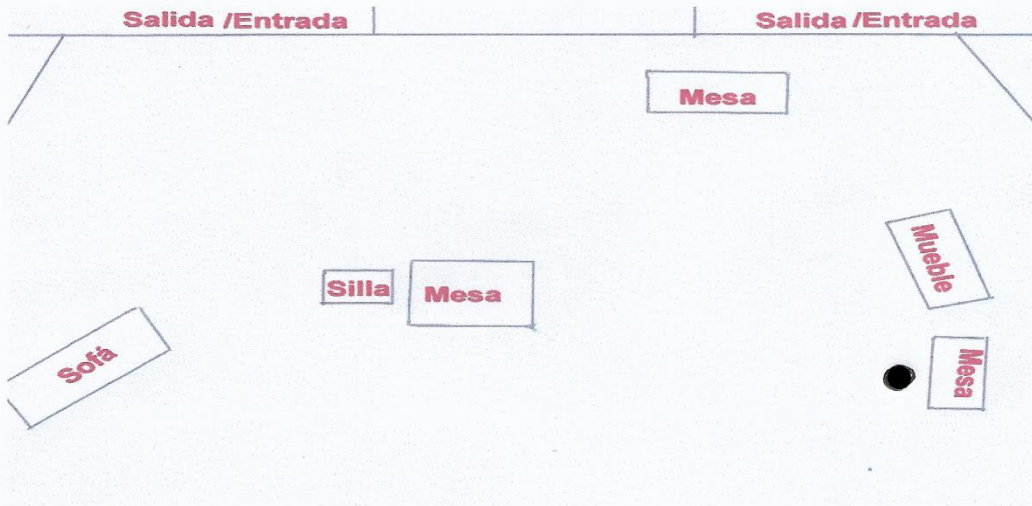 Salida /Entrada
Salida /Entrada
Mesa
Mueble
Silla
Mesa
Sofá
Mesa